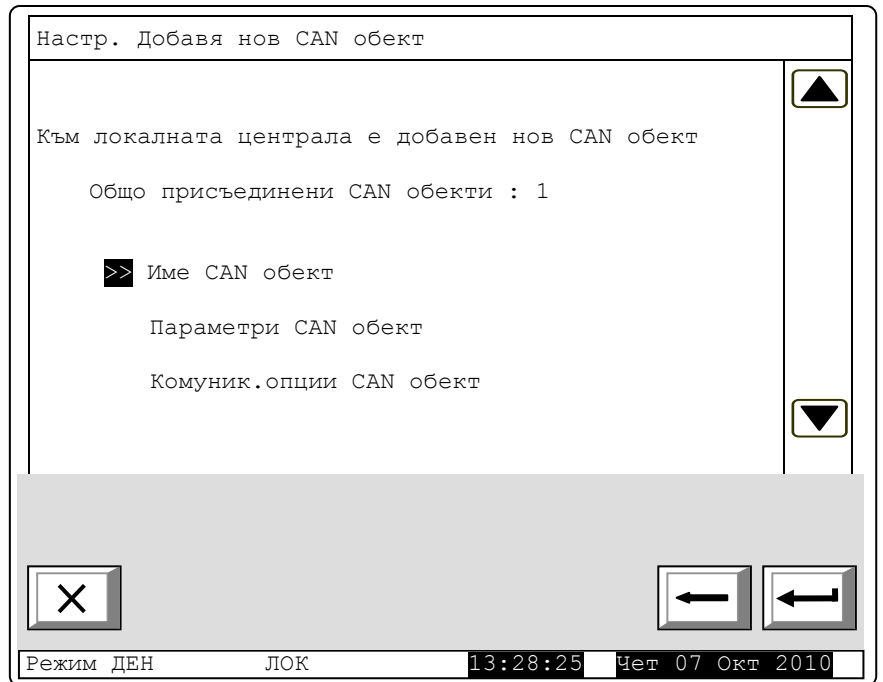 Настр. Добавя нов CAN обект
Към локалната централа е добавен нов CAN обект
Общо присъединени CAN обекти : 1
>> Име CAN обект
Параметри CAN обект
Комуник.опции CAN обект
Режим ДЕН ЛОК 13:28:25 Чет 07 Окт 2010